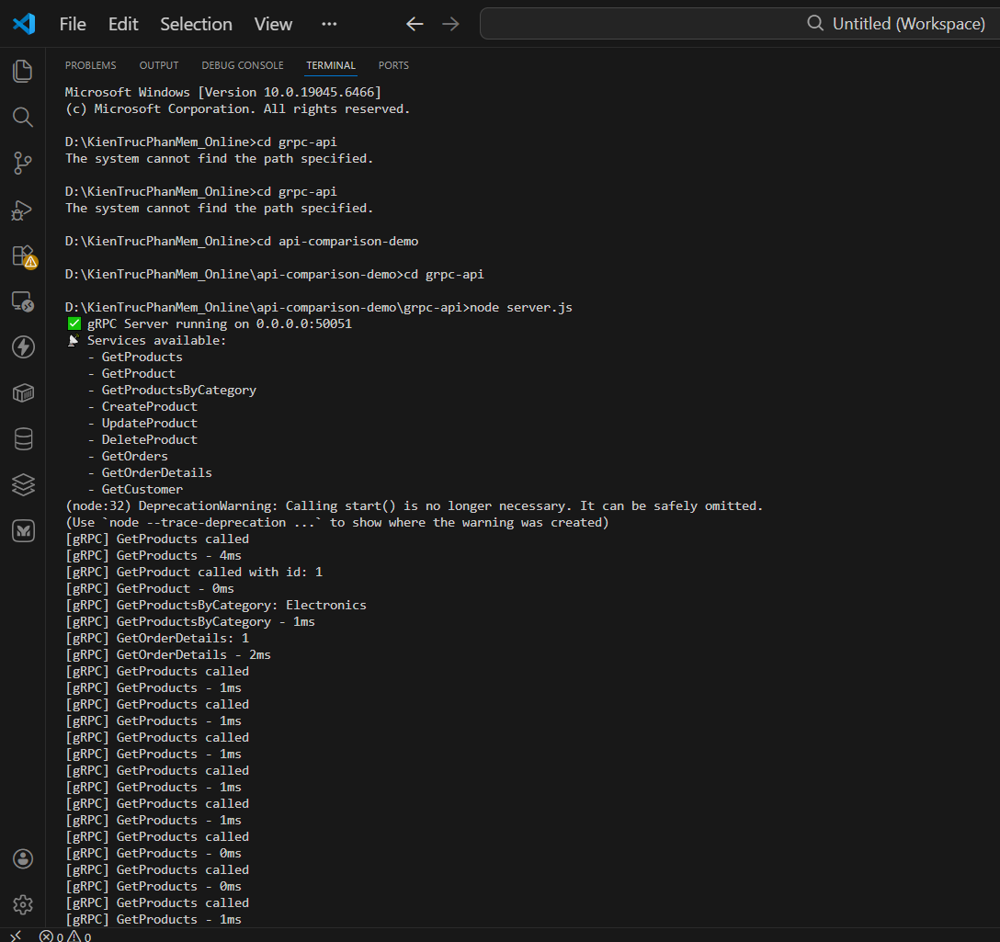 File Edit Selection View ···
Untitled (Workspace)
PROBLEMS OUTPUT DEBUG CONSOLE TERMINAL PORTS
Microsoft Windows [Version 10.0.19045.6466]
(c) Microsoft Corporation. All rights reserved.
D:\KienTrucPhanMem_Online>cd grpc-api
The system cannot find the path specified.
D:\KienTrucPhanMem_Online>cd grpc-api
The system cannot find the path specified.
D:\KienTrucPhanMem_Online>cd api-comparison-demo
D:\KienTrucPhanMem_Online\api-comparison-demo>cd grpc-api
D:\KienTrucPhanMem_Online\api-comparison-demo\grpc-api>node server.js
✅ gRPC Server running on 0.0.0.0:50051
📡 Services available:
- GetProducts
- GetProduct
- GetProductsByCategory
- CreateProduct
- UpdateProduct
- DeleteProduct
- GetOrders
- GetOrderDetails
- GetCustomer
(node:32) DeprecationWarning: Calling start() is no longer necessary. It can be safely omitted.
(Use `node --trace-deprecation ...` to show where the warning was created)
[gRPC] GetProducts called
[gRPC] GetProducts - 4ms
[gRPC] GetProduct called with id: 1
[gRPC] GetProduct - 0ms
[gRPC] GetProductsByCategory: Electronics
[gRPC] GetProductsByCategory - 1ms
[gRPC] GetOrderDetails: 1
[gRPC] GetOrderDetails - 2ms
[gRPC] GetProducts called
[gRPC] GetProducts - 1ms
[gRPC] GetProducts called
[gRPC] GetProducts - 1ms
[gRPC] GetProducts called
[gRPC] GetProducts - 1ms
[gRPC] GetProducts called
[gRPC] GetProducts - 1ms
[gRPC] GetProducts called
[gRPC] GetProducts - 1ms
[gRPC] GetProducts called
[gRPC] GetProducts - 0ms
[gRPC] GetProducts called
[gRPC] GetProducts - 0ms
[gRPC] GetProducts called
[gRPC] GetProducts - 1ms
0 0